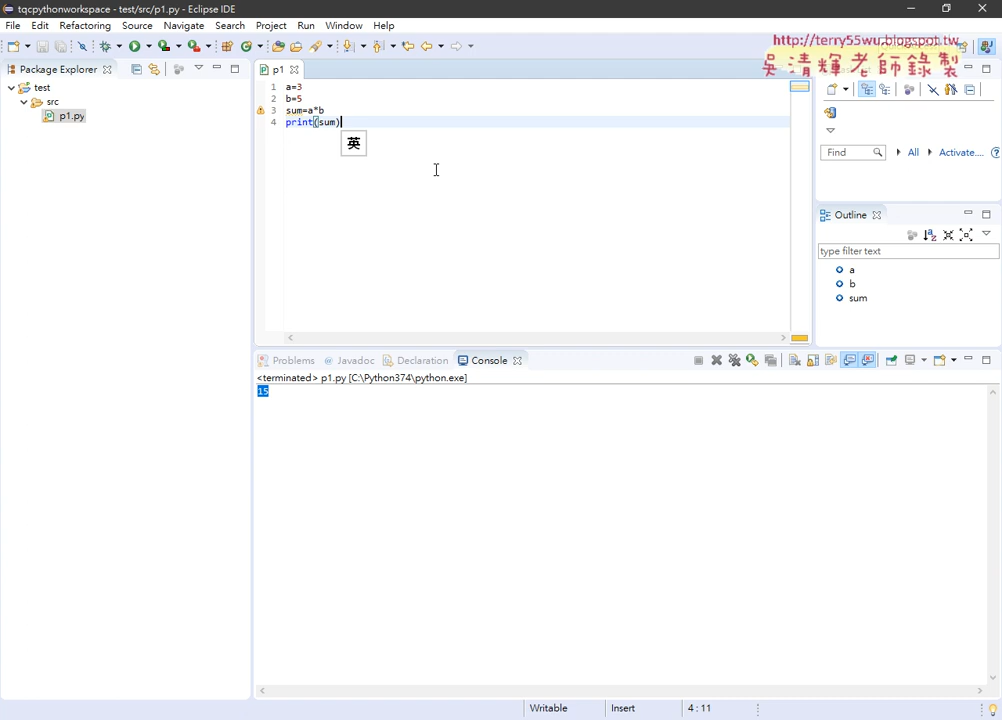 tqcpythonworkspace - test/src/p1.py - Eclipse IDE
File Edit Refactoring Source Navigate Search Project Run Window Help
http://terry55wu.blogspot.tw
吳清輝老師錄製
Package Explorer
p1
test
src
p1.py
1 a=3
2 b=5
3 sum=a*b
4 print(sum)
英
Find
All
Activate...
Outline
type filter text
a
b
sum
Problems Javadoc Declaration Console
<terminated> p1.py [C:\Python374\python.exe]
15
Writable Insert 4 : 11